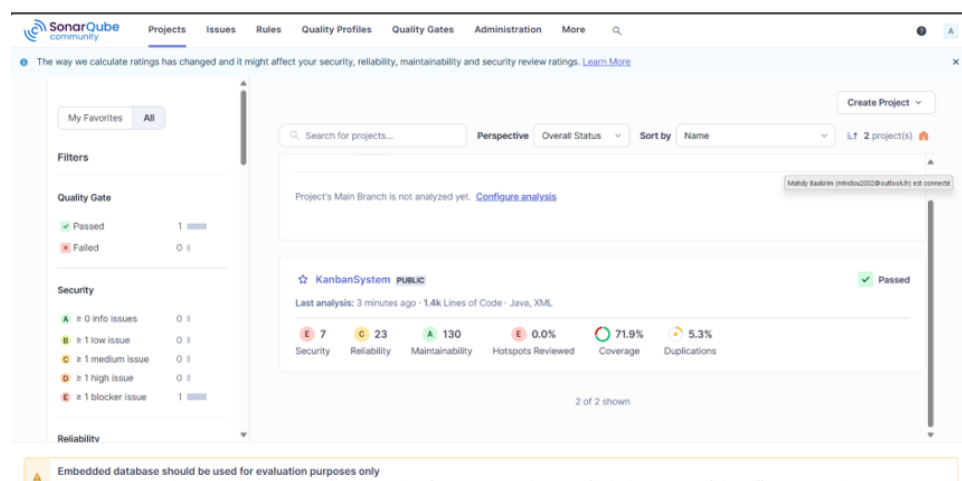 SonarQube community
Projects Issues Rules Quality Profiles Quality Gates Administration More A
The way we calculate ratings has changed and it might affect your security, reliability, maintainability and security review ratings. Learn More
My Favorites All
Create Project
Search for projects... Perspective Overall Status Sort by Name 2 project(s)
Filters
Mahdy Baakrim (mhidou2002@outlook.fr) est connecté
Project's Main Branch is not analyzed yet. Configure analysis
Quality Gate
Passed 1
Failed 0
KanbanSystem PUBLIC Passed
Last analysis: 3 minutes ago · 1.4k Lines of Code · Java, XML
E 7 C 23 A 130 E 0.0% 71.9% 5.3%
Security Reliability Maintainability Hotspots Reviewed Coverage Duplications
2 of 2 shown
Security
A ≥ 0 info issues 0
B ≥ 1 low issue 0
C ≥ 1 medium issue 0
D ≥ 1 high issue 0
E ≥ 1 blocker issue 1
Reliability
Embedded database should be used for evaluation purposes only